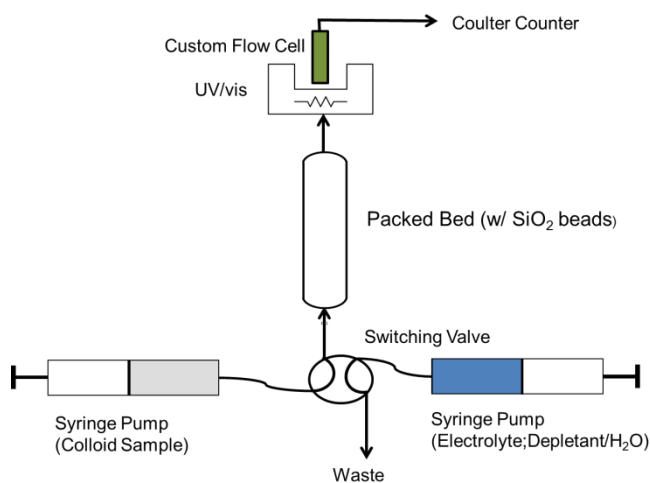 Coulter Counter
Custom Flow Cell
UV/vis
Packed Bed (w/ SiO₂ beads)
Switching Valve
Syringe Pump
(Colloid Sample)
Syringe Pump
(Electrolyte;Depletant/H₂O)
Waste